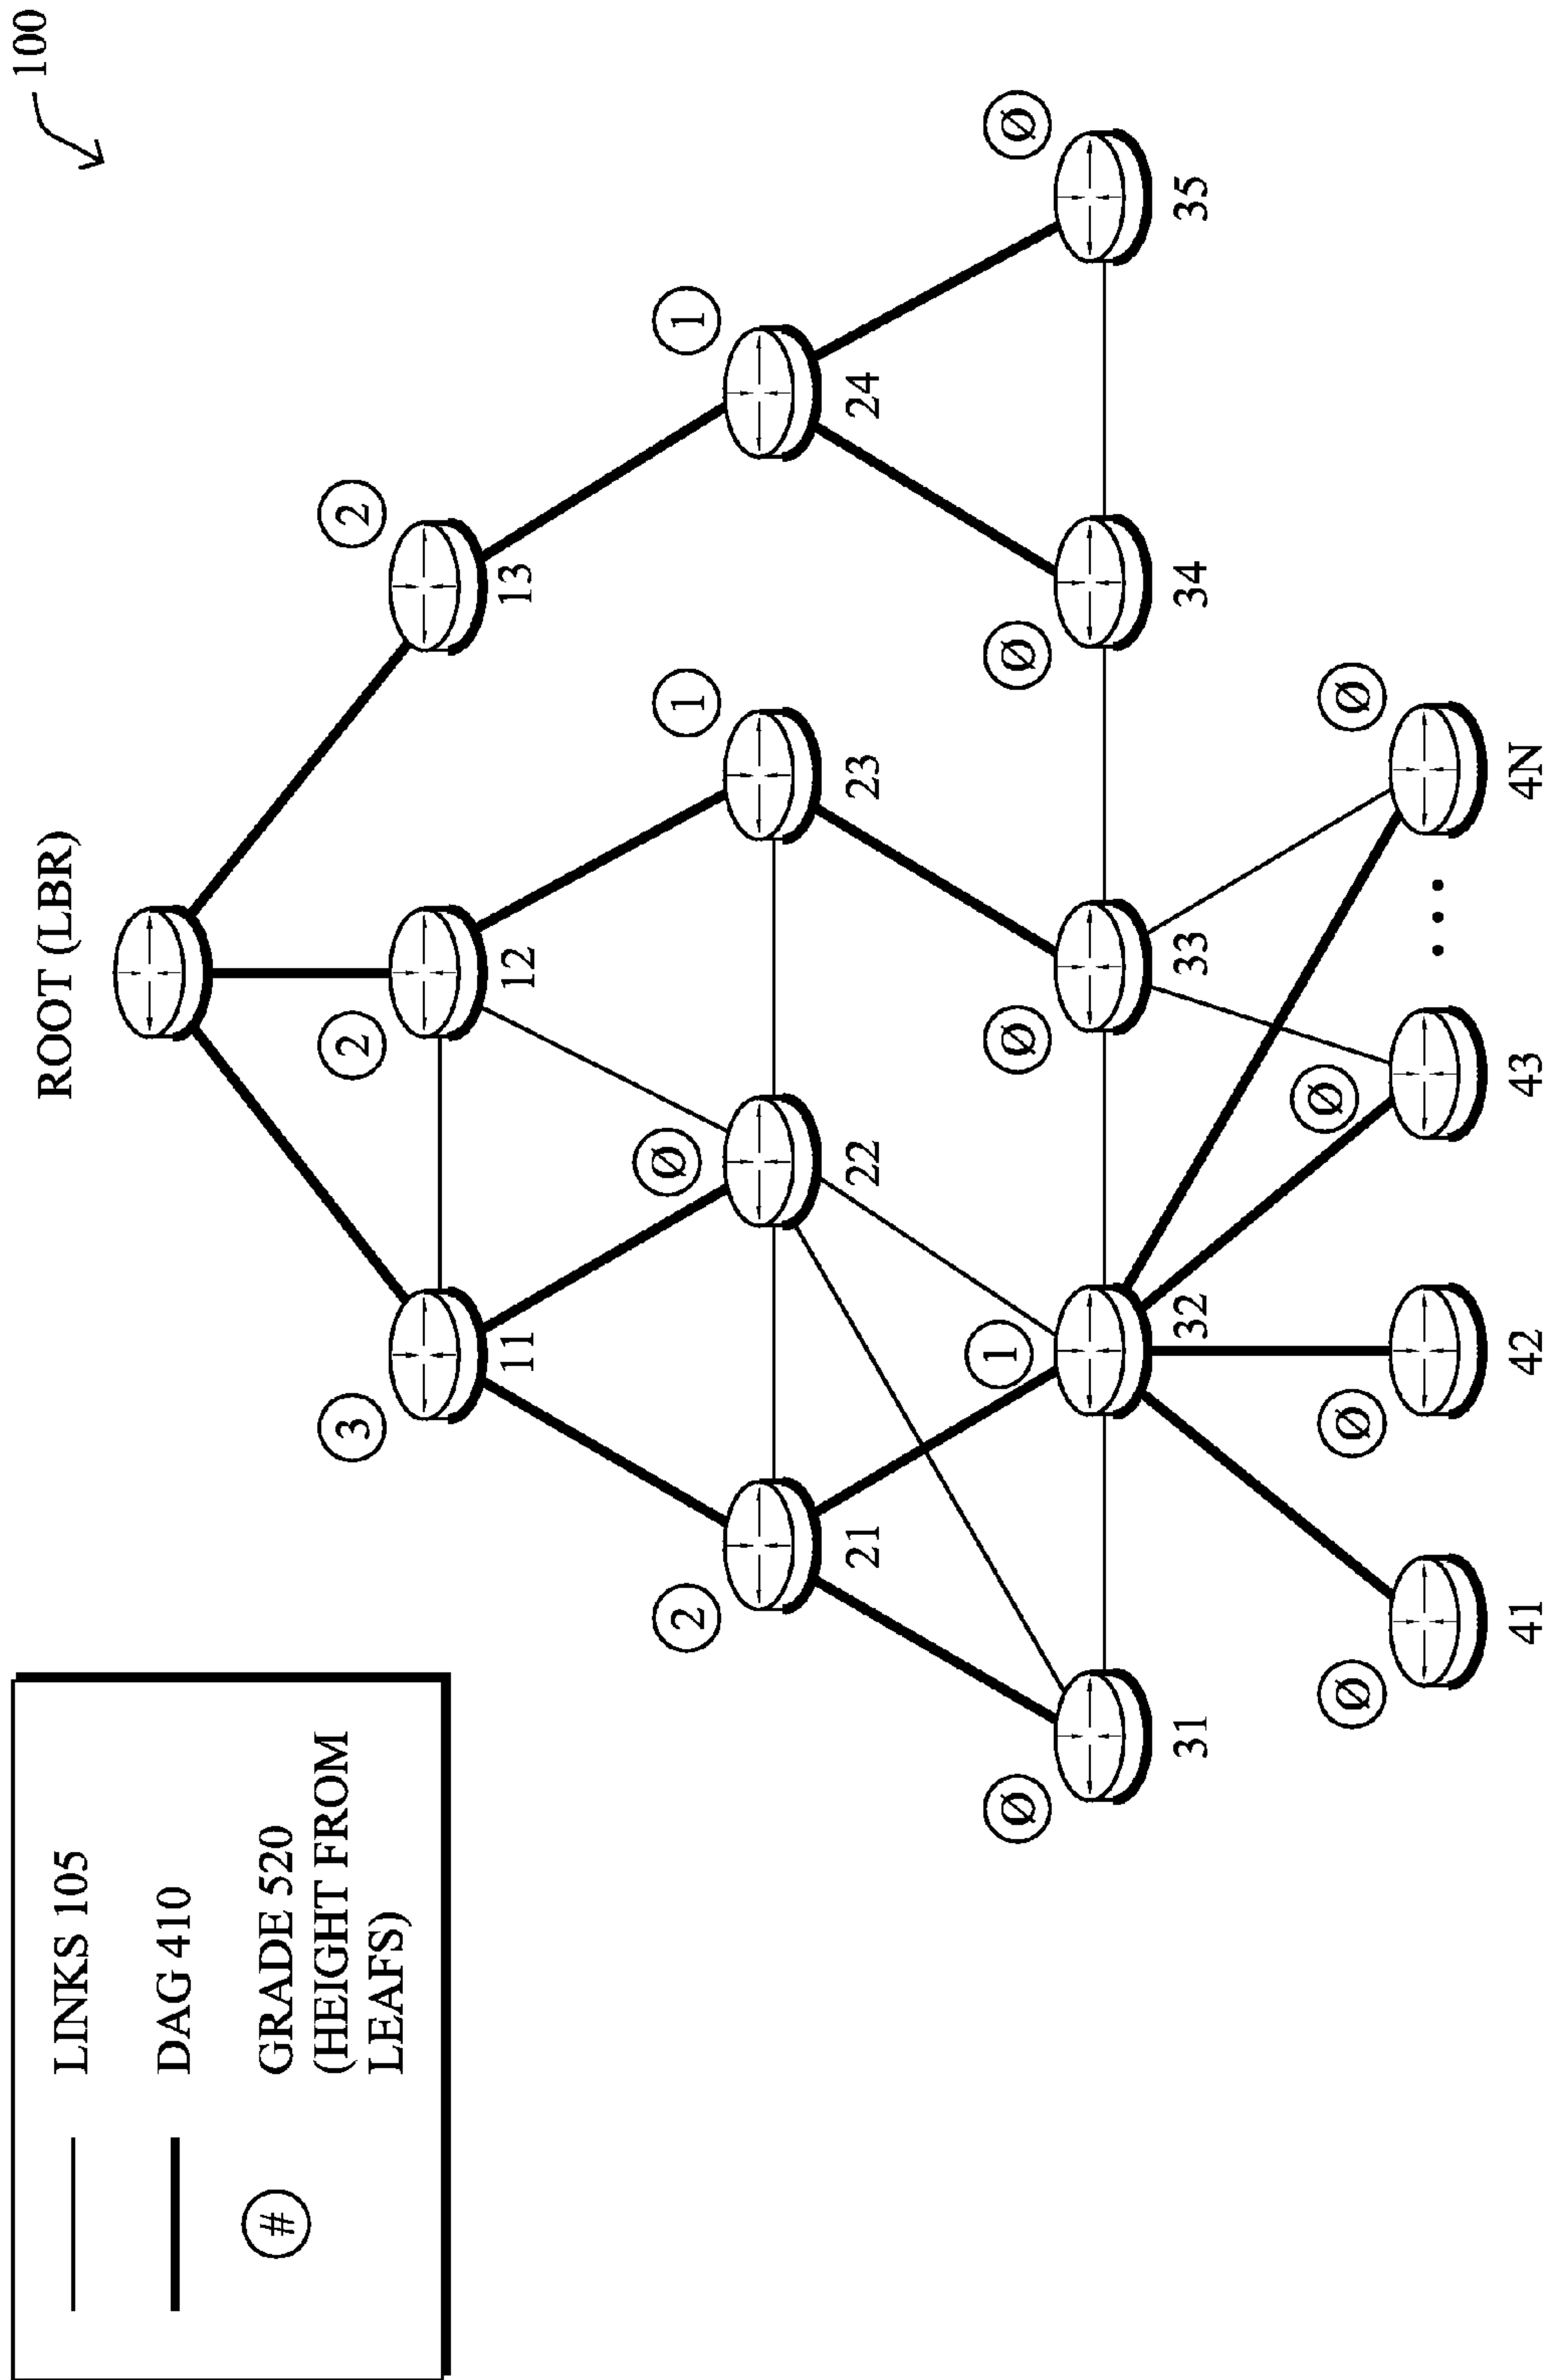 100
LINKS 105
DAG 410
# GRADE 520
(HEIGHT FROM
LEAFS)
ROOT (LBR)
3
2
2
11
12
13
2
Ø
1
1
21
22
23
24
Ø
1
Ø
Ø
Ø
31
32
33
34
35
Ø
Ø
Ø
Ø
41
42
43
...
4N